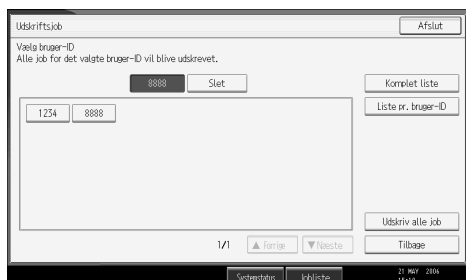 Udskriftsjob
Afslut
Vælg bruger-ID
Alle job for det valgte bruger-ID vil blive udskrevet.
8888 Slet
Komplet liste
Liste pr. bruger-ID
1234 8888
Udskriv alle job
1/1 ▲ Forrige ▼ Næste
Tilbage
Systemstatus Jobliste
21 MAY 2006